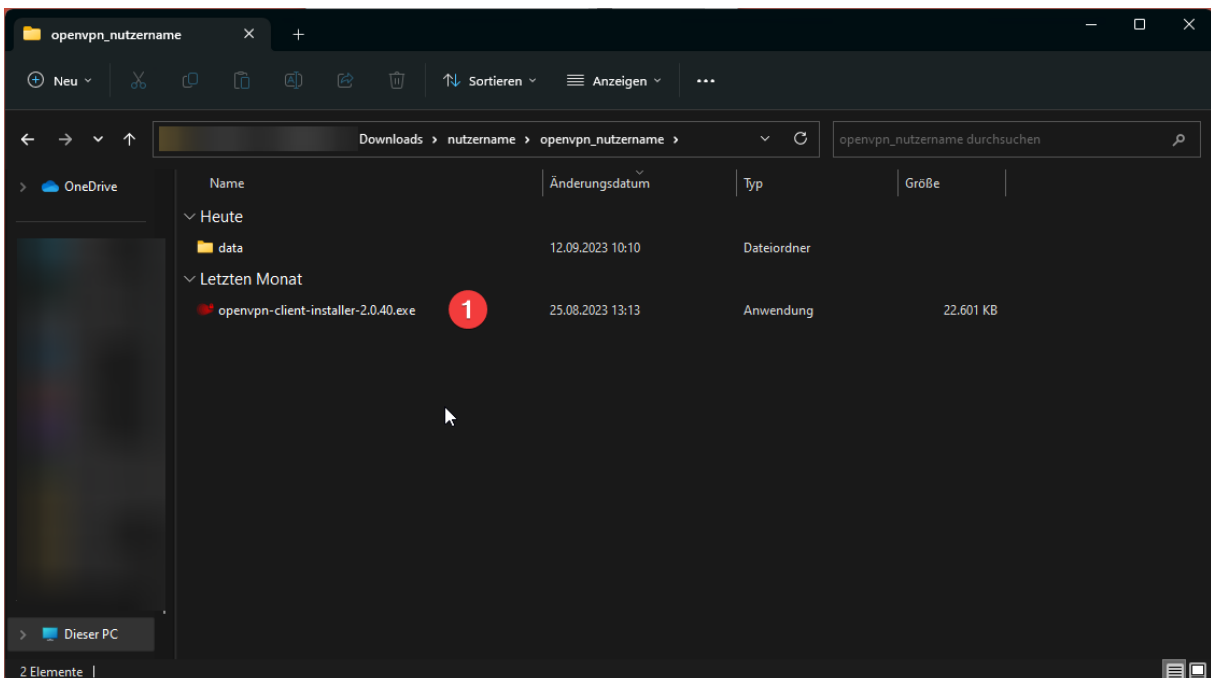 openvpn_nutzername
Neu
Sortieren
Anzeigen
Downloads > nutzername > openvpn_nutzername >
openvpn_nutzername durchsuchen
OneDrive
Name Änderungsdatum Typ Größe
Heute
data 12.09.2023 10:10 Dateiordner
Letzten Monat
openvpn-client-installer-2.0.40.exe 1 25.08.2023 13:13 Anwendung 22.601 KB
Dieser PC
2 Elemente